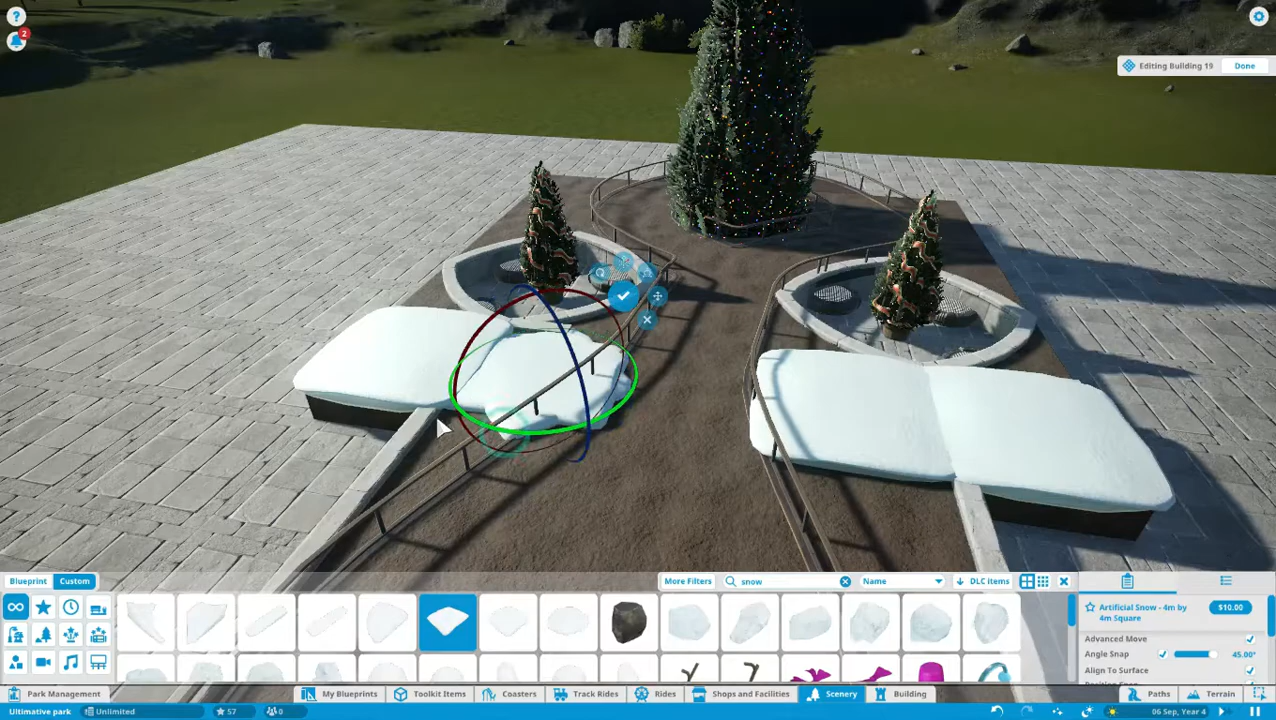 ?
2
Editing Building 19 Done
Blueprint Custom
More Filters snow Name DLC items
Artificial Snow - 4m by
4m Square
$10.00
Advanced Move
Angle Snap 45.00°
Align To Surface
Park Management My Blueprints Toolkit Items Coasters Track Rides Rides Shops and Facilities Scenery Building Paths Terrain
Ultimative park Unlimited 57 0 06 Sep, Year 4